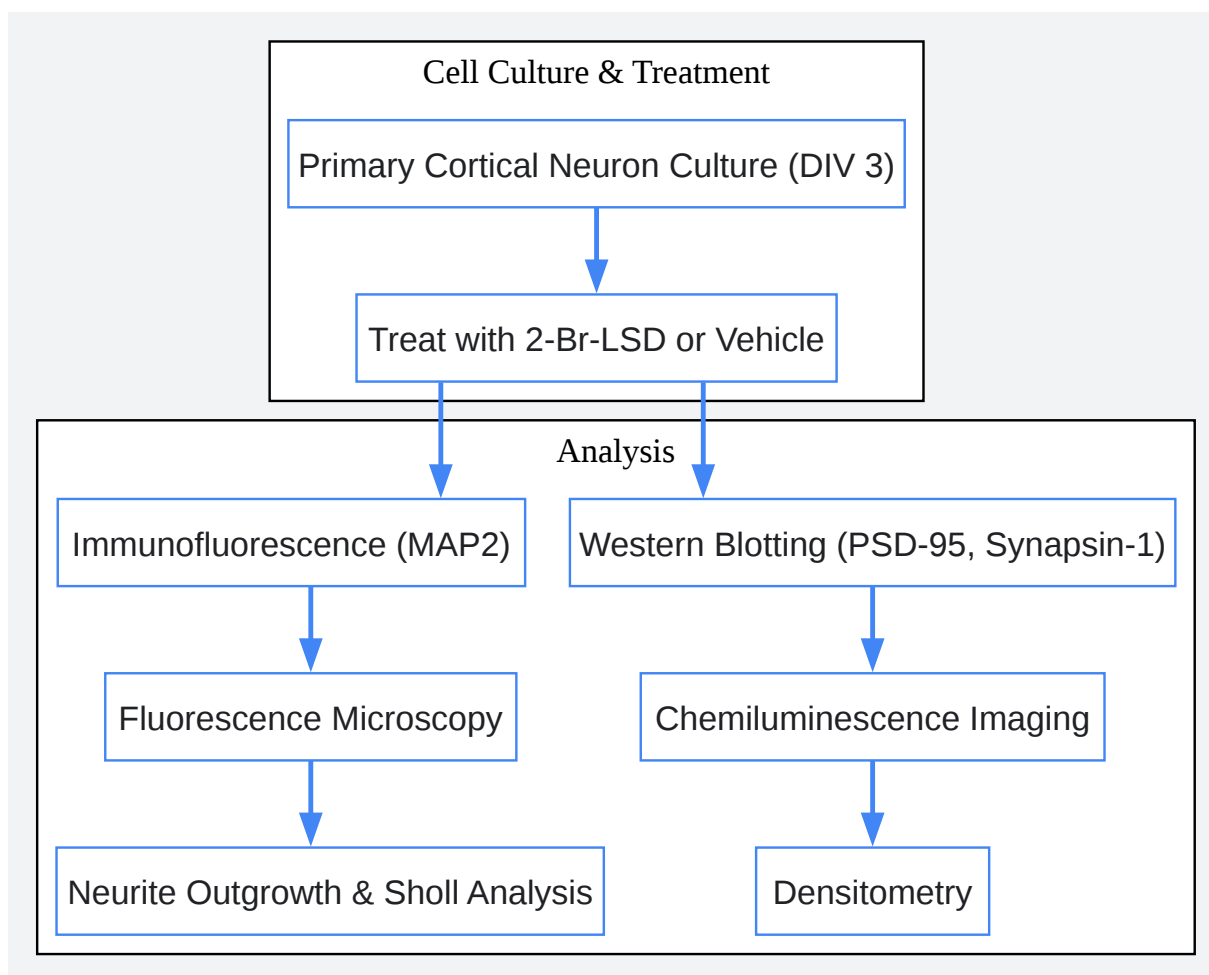 Cell Culture & Treatment
Primary Cortical Neuron Culture (DIV 3)
Treat with 2-Br-LSD or Vehicle
Analysis
Immunofluorescence (MAP2)
Western Blotting (PSD-95, Synapsin-1)
Fluorescence Microscopy
Chemiluminescence Imaging
Neurite Outgrowth & Sholl Analysis
Densitometry